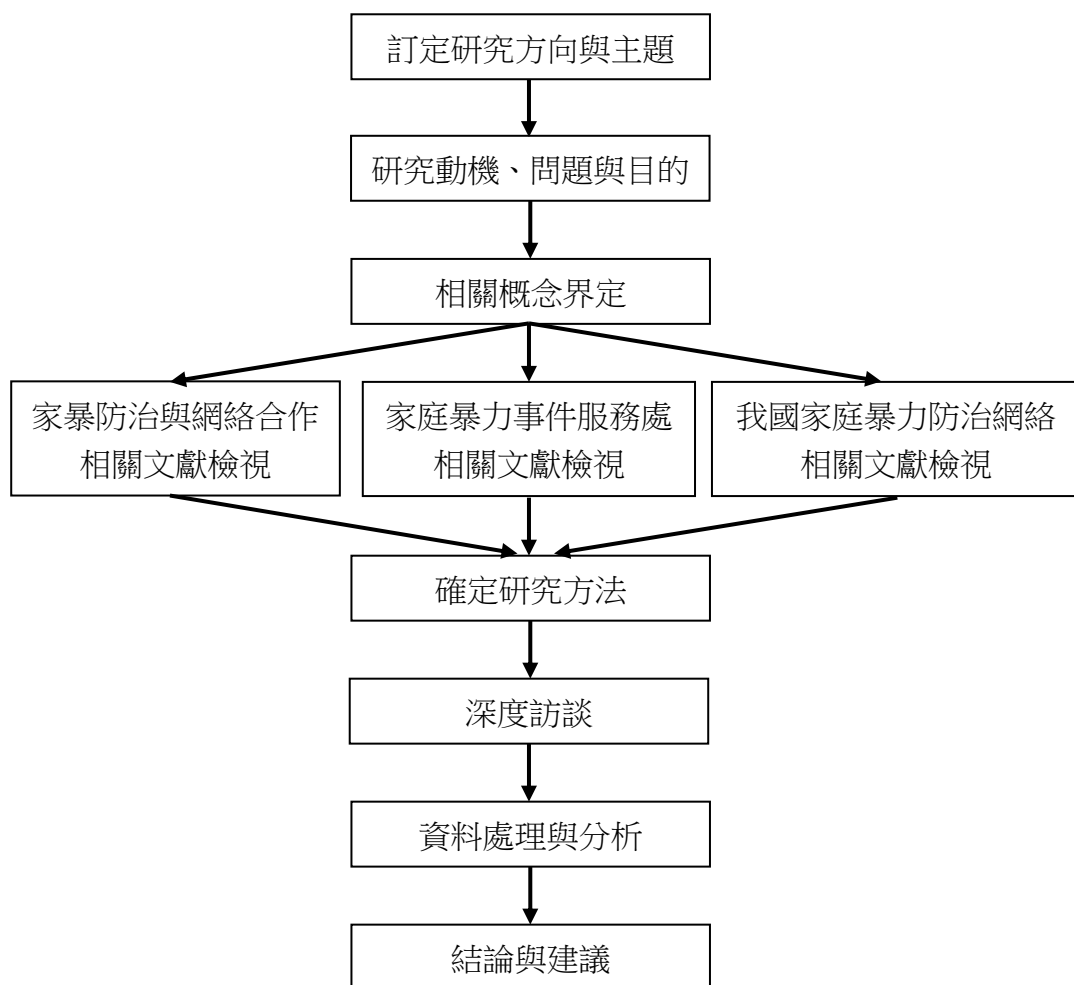 訂定研究方向與主題
研究動機、問題與目的
相關概念界定
家暴防治與網絡合作
相關文獻檢視
家庭暴力事件服務處
相關文獻檢視
我國家庭暴力防治網絡
相關文獻檢視
確定研究方法
深度訪談
資料處理與分析
結論與建議